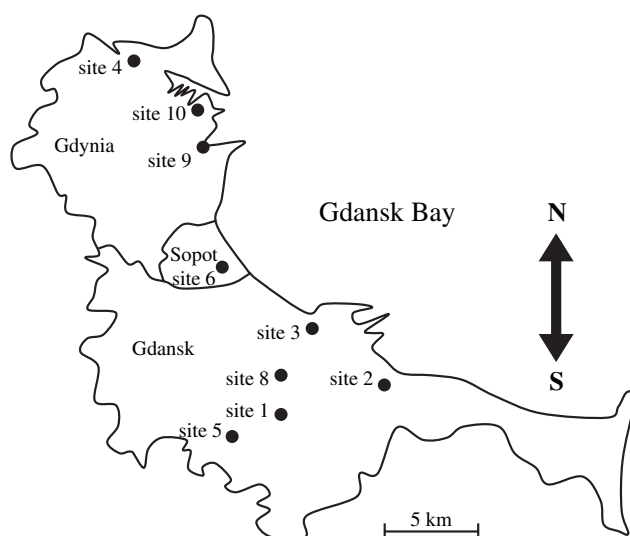 site 4
site 10
Gdynia
site 9
Gdansk Bay
N
Sopot
site 6
site 3
Gdansk
site 8
site 2
S
site 1
site 5
5 km